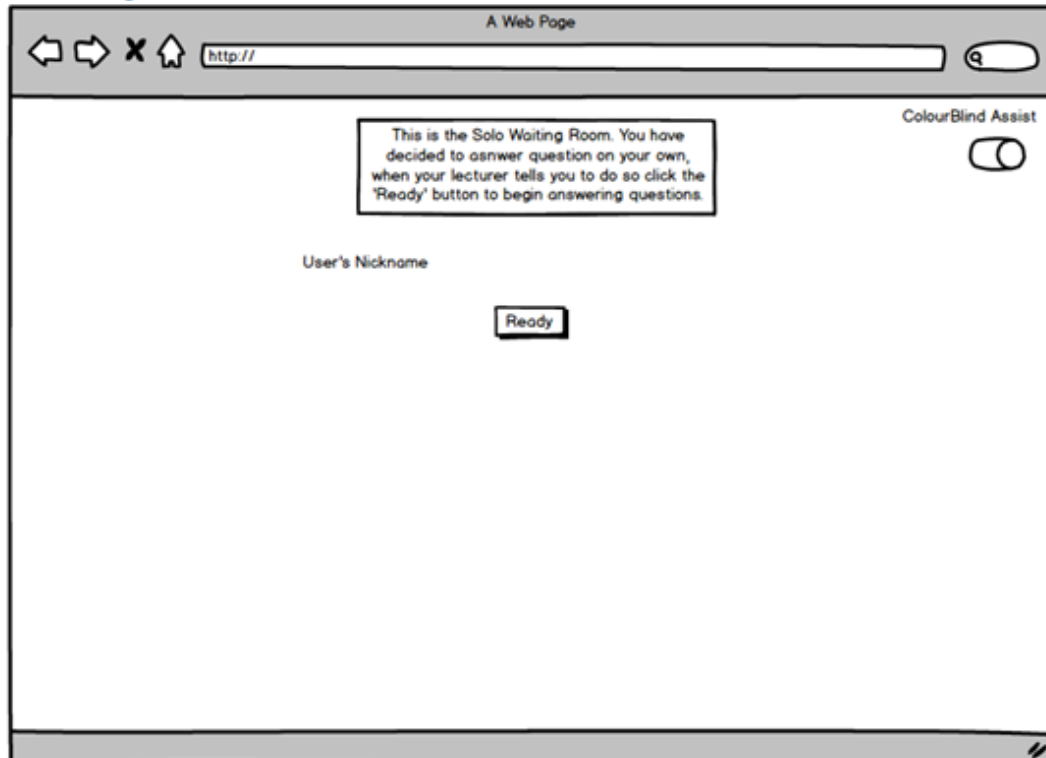 A Web Page
http://
ColourBlind Assist
This is the Solo Waiting Room. You have
decided to asnwer question on your own,
when your lecturer tells you to do so click the
'Ready' button to begin answering questions.
User's Nickname
Ready